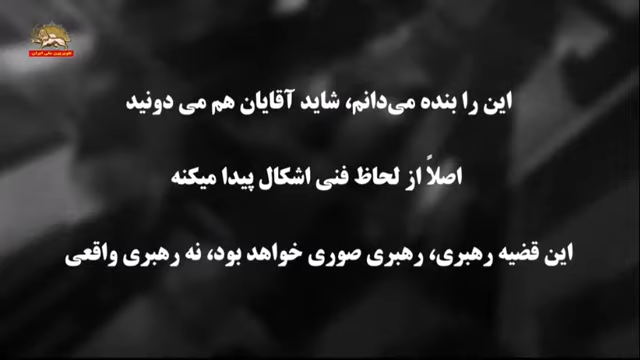 این را بنده می‌دانم، شاید آقایان هم می دونید
اصلاً از لحاظ فنی اشکال پیدا میکنه
این قضیه رهبری، رهبری صوری خواهد بود، نه رهبری واقعی